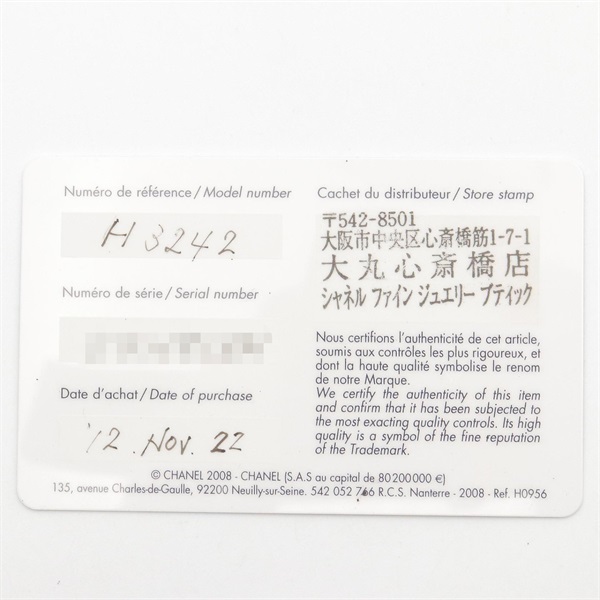 Numéro de référence / Model number
H 3242
Numéro de série / Serial number
Date d'achat / Date of purchase
'12. Nov. 22
Cachet du distributeur / Store stamp
〒542-8501
大阪市中央区心斎橋筋1-7-1
大丸心斎橋店
シャネル ファイン ジュエリー ブティック
Nous certifions l'authenticité de cet article,
soumis aux contrôles les plus rigoureux, et
dont la haute qualité symbolise le renom
de notre Marque.
We certify the authenticity of this item
and confirm that it has been subjected to
the most exacting quality controls. Its high
quality is a symbol of the fine reputation
of the Trademark.
© CHANEL 2008 - CHANEL (S.A.S au capital de 80 200 000 €)
135, avenue Charles-de-Gaulle, 92200 Neuilly-sur-Seine. 542 052 766 R.C.S. Nanterre - 2008 - Ref. H0956